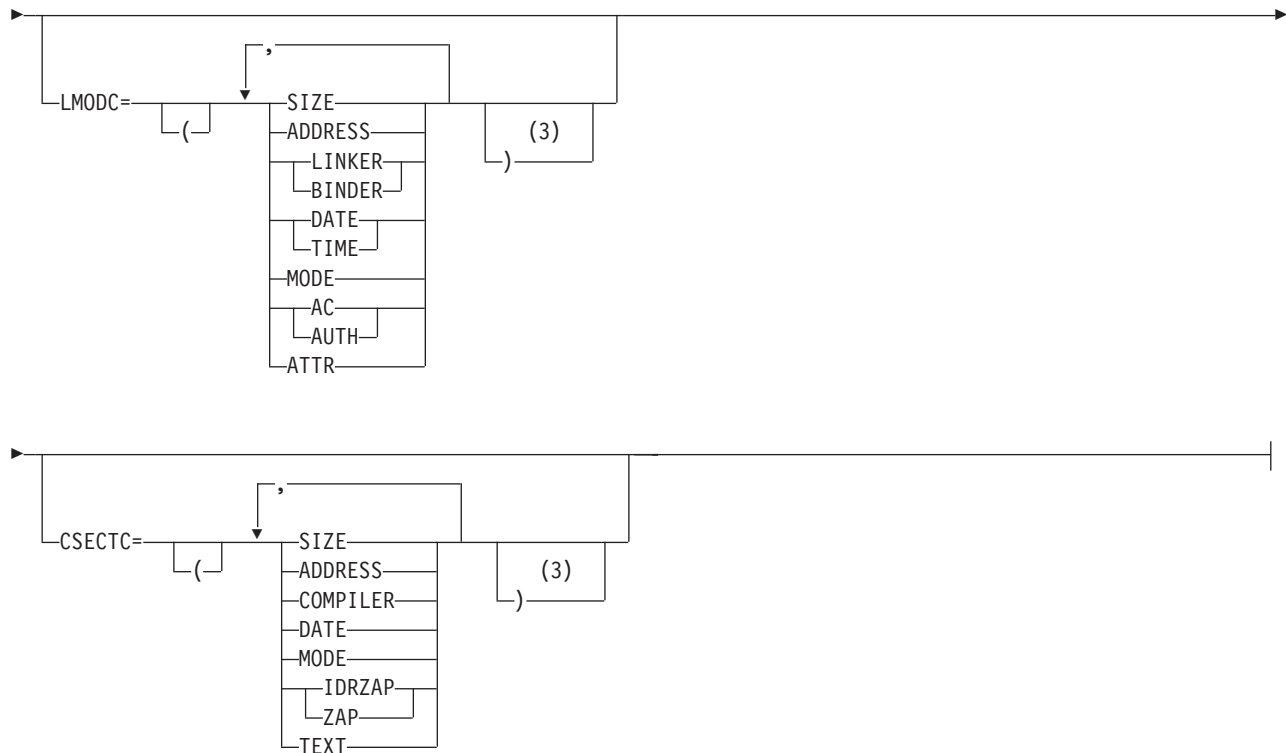 ,
LMODC= ( SIZE
ADDRESS (3)
LINKER )
BINDER
DATE
TIME
MODE
AC
AUTH
ATTR
,
CSECTC= ( SIZE
ADDRESS (3)
COMPILER )
DATE
MODE
IDRZAP
ZAP
TEXT